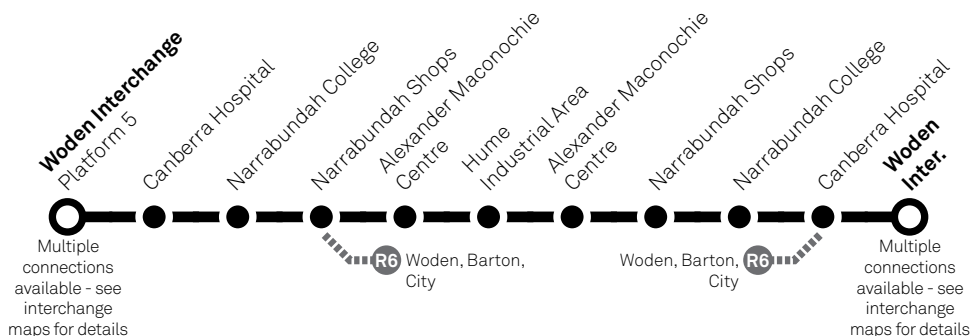 Woden Interchange
Platform 5
Canberra Hospital
Narrabundah College
Narrabundah Shops
Alexander Maconochie
Centre
Hume
Industrial Area
Alexander Maconochie
Centre
Narrabundah Shops
Narrabundah College
Canberra Hospital
Woden
Inter.
Multiple
connections
available - see
interchange
maps for details
R6 Woden, Barton,
City
Woden, Barton, R6
City
Multiple
connections
available - see
interchange
maps for details